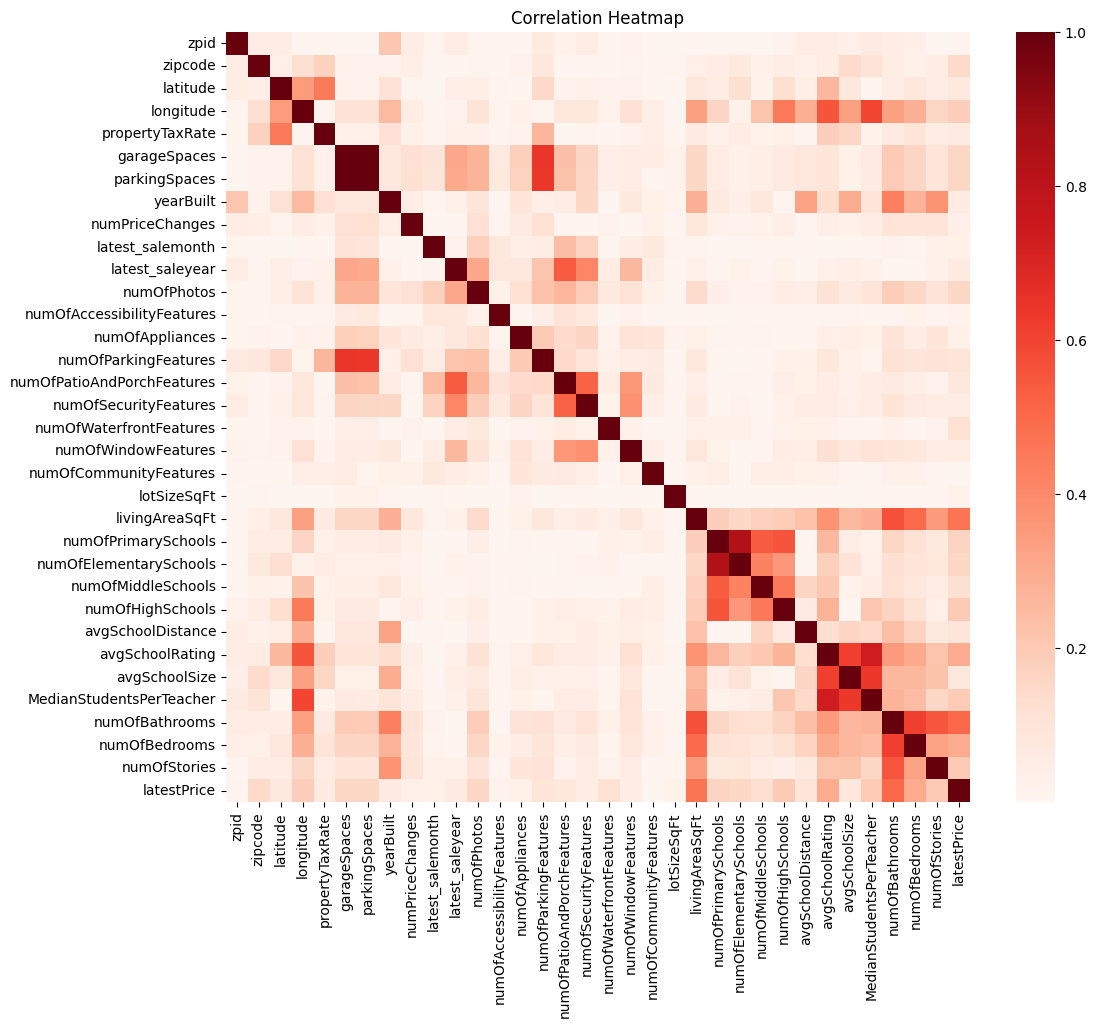 Correlation Heatmap
zpid
zipcode
latitude
longitude
propertyTaxRate
garageSpaces
parkingSpaces
yearBuilt
numPriceChanges
latest_salemonth
latest_saleyear
numOfPhotos
numOfAccessibilityFeatures
numOfAppliances
numOfParkingFeatures
numOfPatioAndPorchFeatures
numOfSecurityFeatures
numOfWaterfrontFeatures
numOfWindowFeatures
numOfCommunityFeatures
lotSizeSqFt
livingAreaSqFt
numOfPrimarySchools
numOfElementarySchools
numOfMiddleSchools
numOfHighSchools
avgSchoolDistance
avgSchoolRating
avgSchoolSize
MedianStudentsPerTeacher
numOfBathrooms
numOfBedrooms
numOfStories
latestPrice
zpid
zipcode
latitude
longitude
propertyTaxRate
garageSpaces
parkingSpaces
yearBuilt
numPriceChanges
latest_salemonth
latest_saleyear
numOfPhotos
numOfAccessibilityFeatures
numOfAppliances
numOfParkingFeatures
numOfPatioAndPorchFeatures
numOfSecurityFeatures
numOfWaterfrontFeatures
numOfWindowFeatures
numOfCommunityFeatures
lotSizeSqFt
livingAreaSqFt
numOfPrimarySchools
numOfElementarySchools
numOfMiddleSchools
numOfHighSchools
avgSchoolDistance
avgSchoolRating
avgSchoolSize
MedianStudentsPerTeacher
numOfBathrooms
numOfBedrooms
numOfStories
latestPrice
1.0
0.8
0.6
0.4
0.2